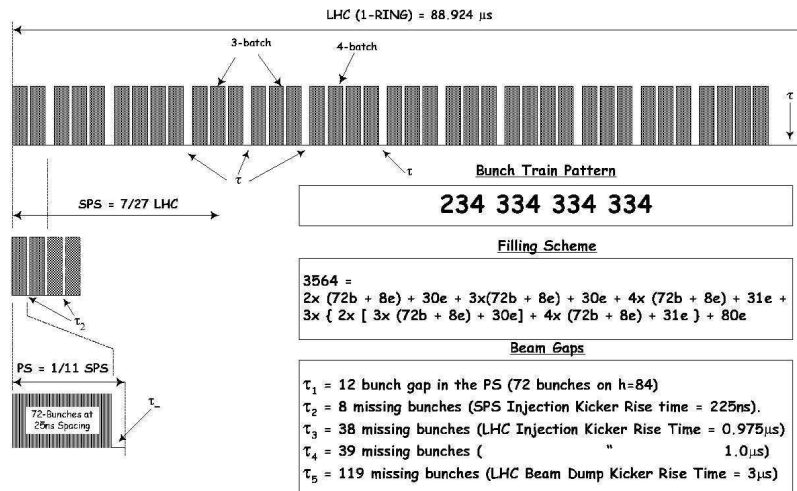 LHC (1-RING) = 88.924 μs
3-batch
4-batch
τ
τ
τ
Bunch Train Pattern
234 334 334 334
SPS = 7/27 LHC
Filling Scheme
3564 =
2x (72b + 8e) + 30e + 3x(72b + 8e) + 30e + 4x (72b + 8e) + 31e +
3x { 2x [ 3x (72b + 8e) + 30e] + 4x (72b + 8e) + 31e } + 80e
τ2
Beam Gaps
PS = 1/11 SPS
τ1 = 12 bunch gap in the PS (72 bunches on h=84)
τ2 = 8 missing bunches (SPS Injection Kicker Rise time = 225ns).
τ3 = 38 missing bunches (LHC Injection Kicker Rise Time = 0.975μs)
τ4 = 39 missing bunches ( " 1.0μs)
τ5 = 119 missing bunches (LHC Beam Dump Kicker Rise Time = 3μs)
τ
72-Bunches at
25ns Spacing